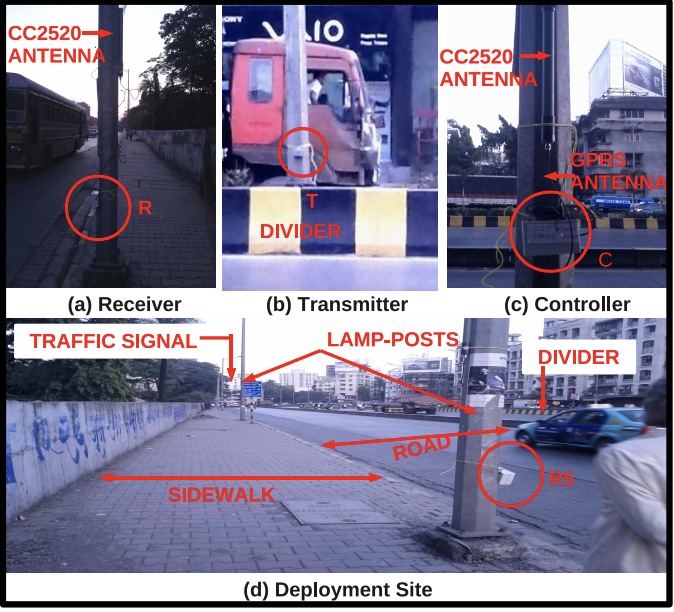 CC2520
ANTENNA
R
VAIO
T
DIVIDER
CC2520
ANTENNA
GPRS
ANTENNA
C
(a) Receiver
(b) Transmitter
(c) Controller
TRAFFIC SIGNAL
LAMP-POSTS
DIVIDER
ROAD
SIDEWALK
R5
(d) Deployment Site